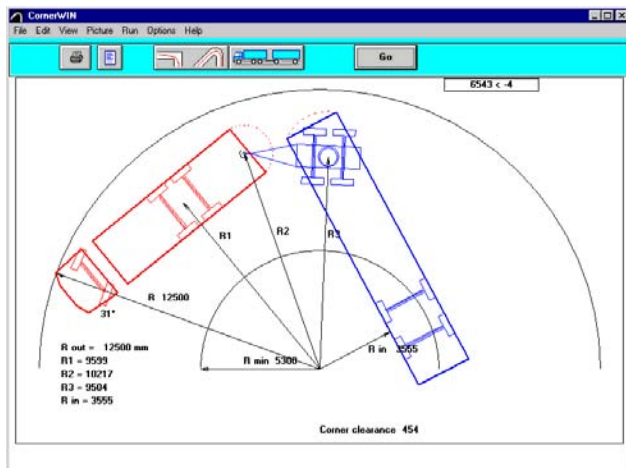 CornerWIN
File Edit View Picture Run Options Help
Go
6543 < -4
R1
R2
R3
R 12500
31°
R out = 12500 mm
R1 = 9599
R2 = 10217
R3 = 9504
R in = 3555
R min 5300
R in 3555
Corner clearance 454